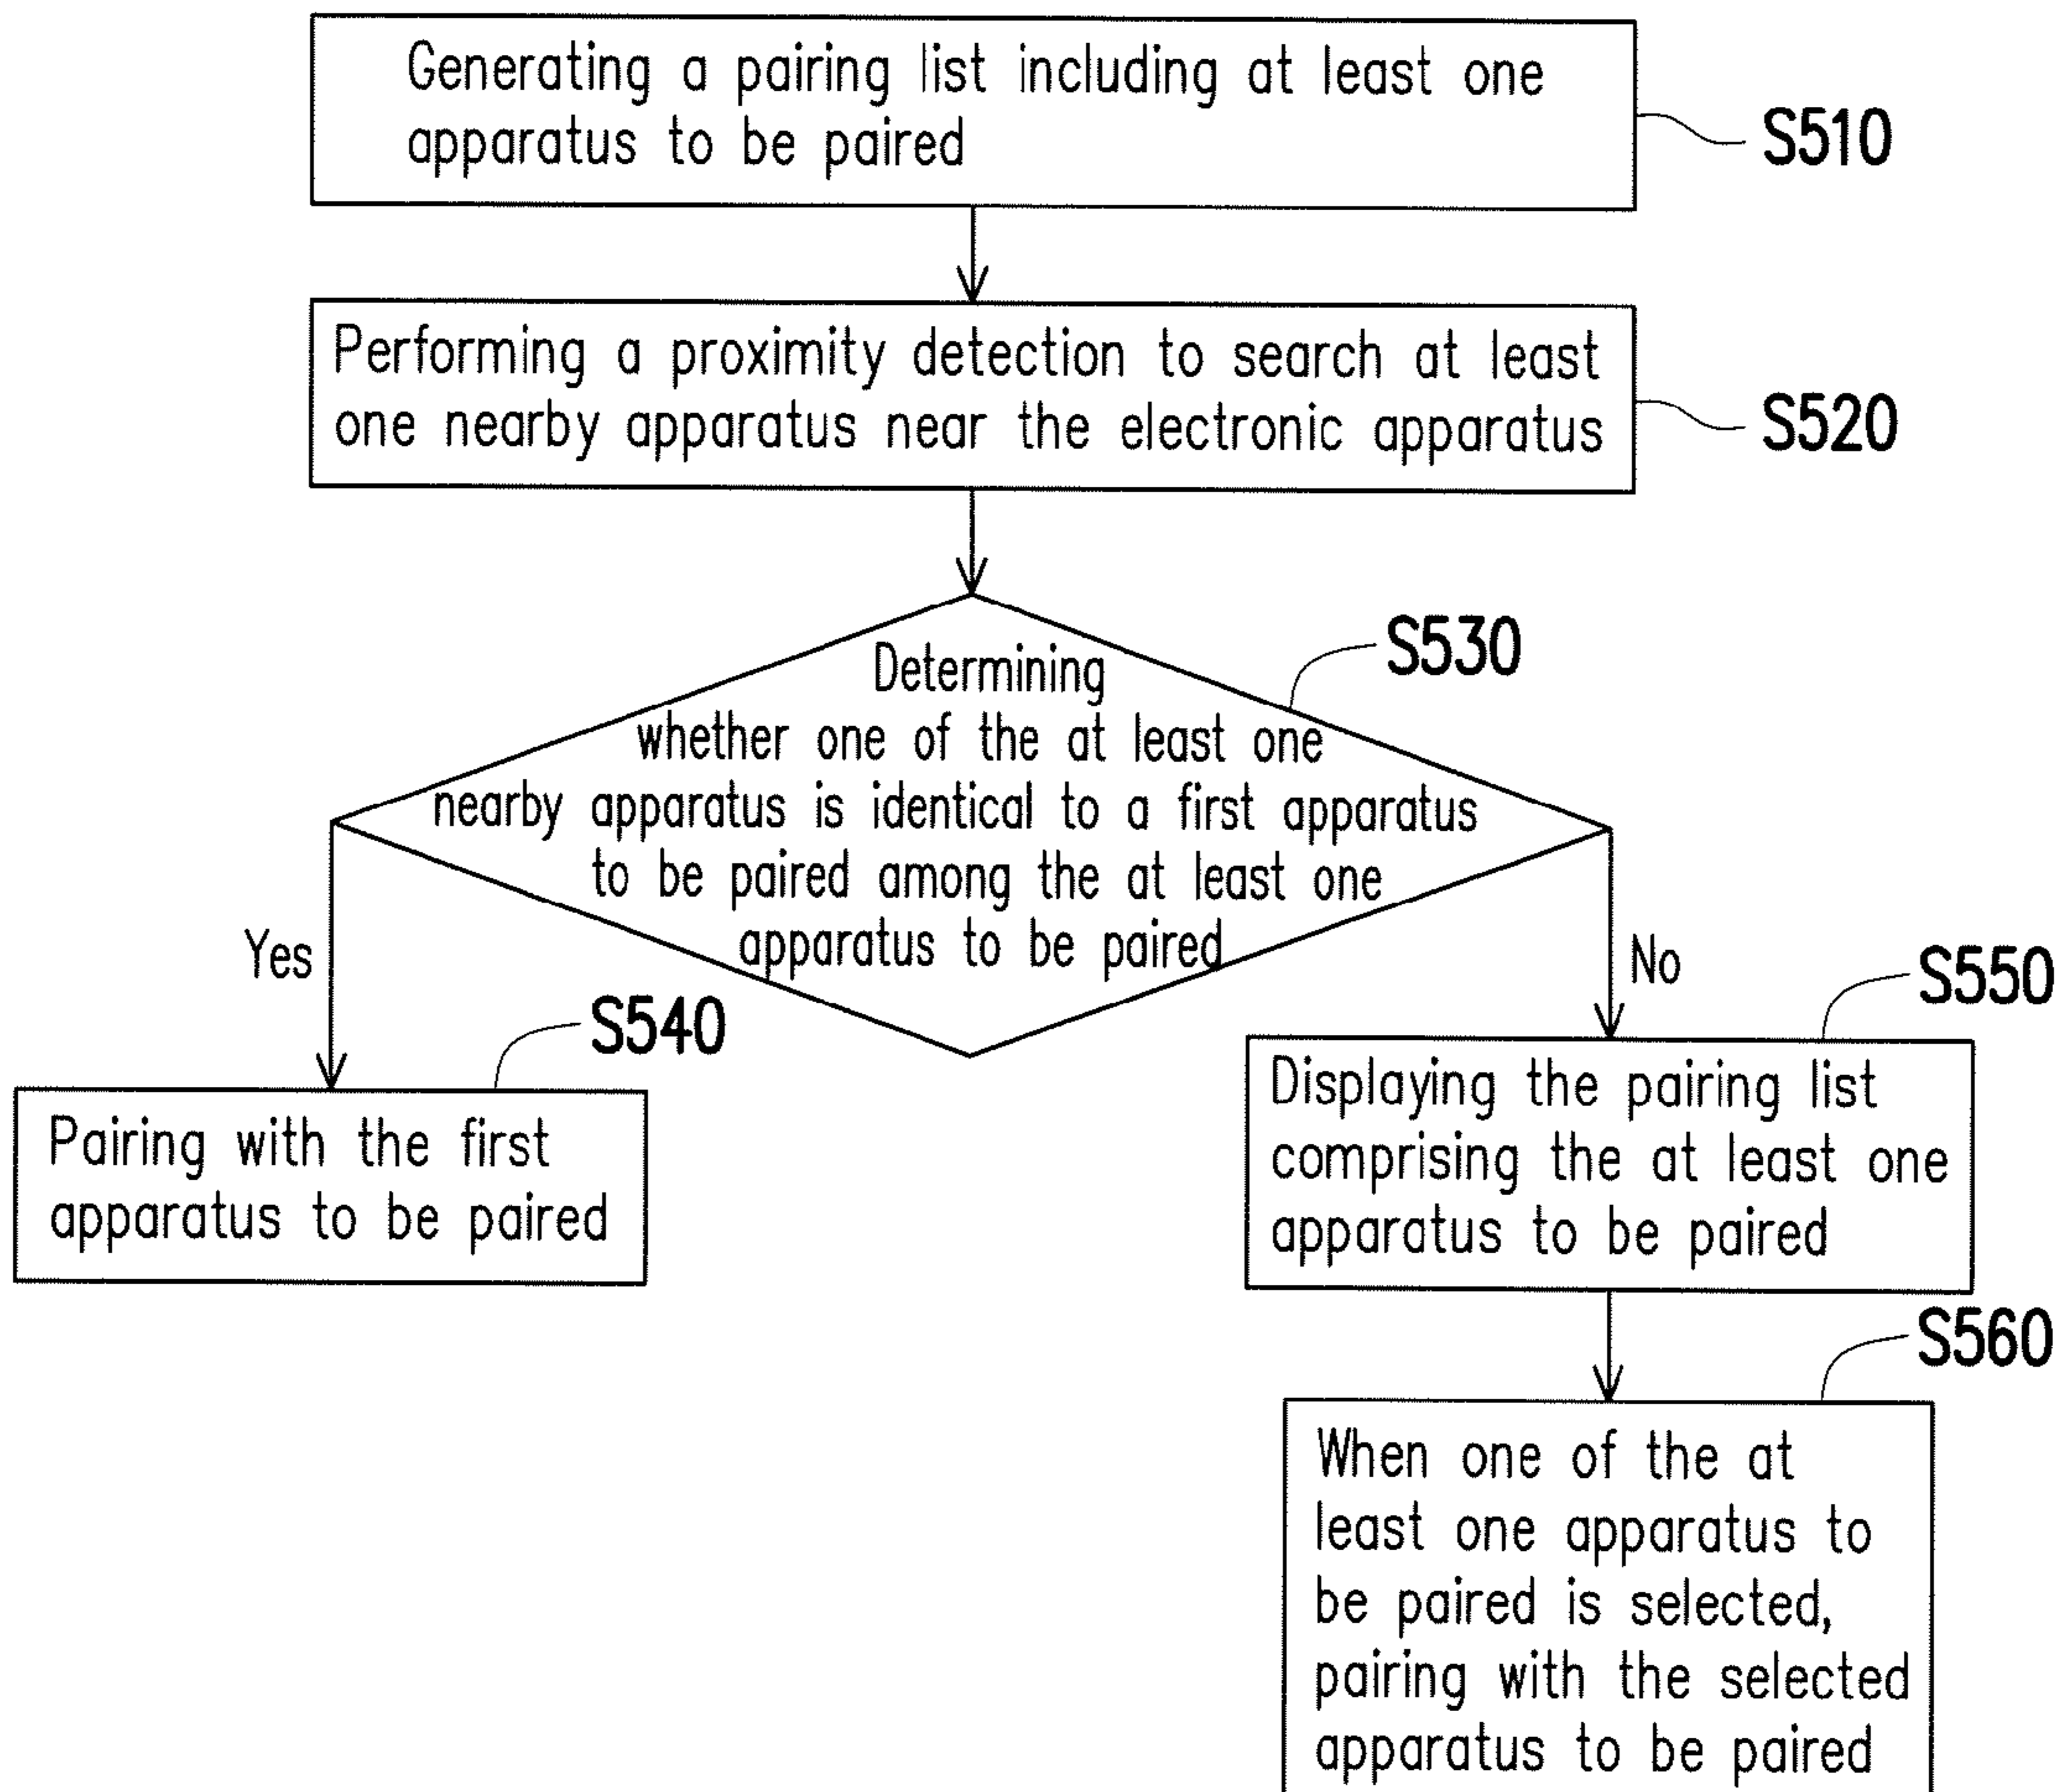 Generating a pairing list including at least one
apparatus to be paired
S510
Performing a proximity detection to search at least
one nearby apparatus near the electronic apparatus
S520
S530
Determining
whether one of the at least one
nearby apparatus is identical to a first apparatus
to be paired among the at least one
apparatus to be paired
Yes
No
S540
Pairing with the first
apparatus to be paired
S550
Displaying the pairing list
comprising the at least one
apparatus to be paired
S560
When one of the at
least one apparatus to
be paired is selected,
pairing with the selected
apparatus to be paired